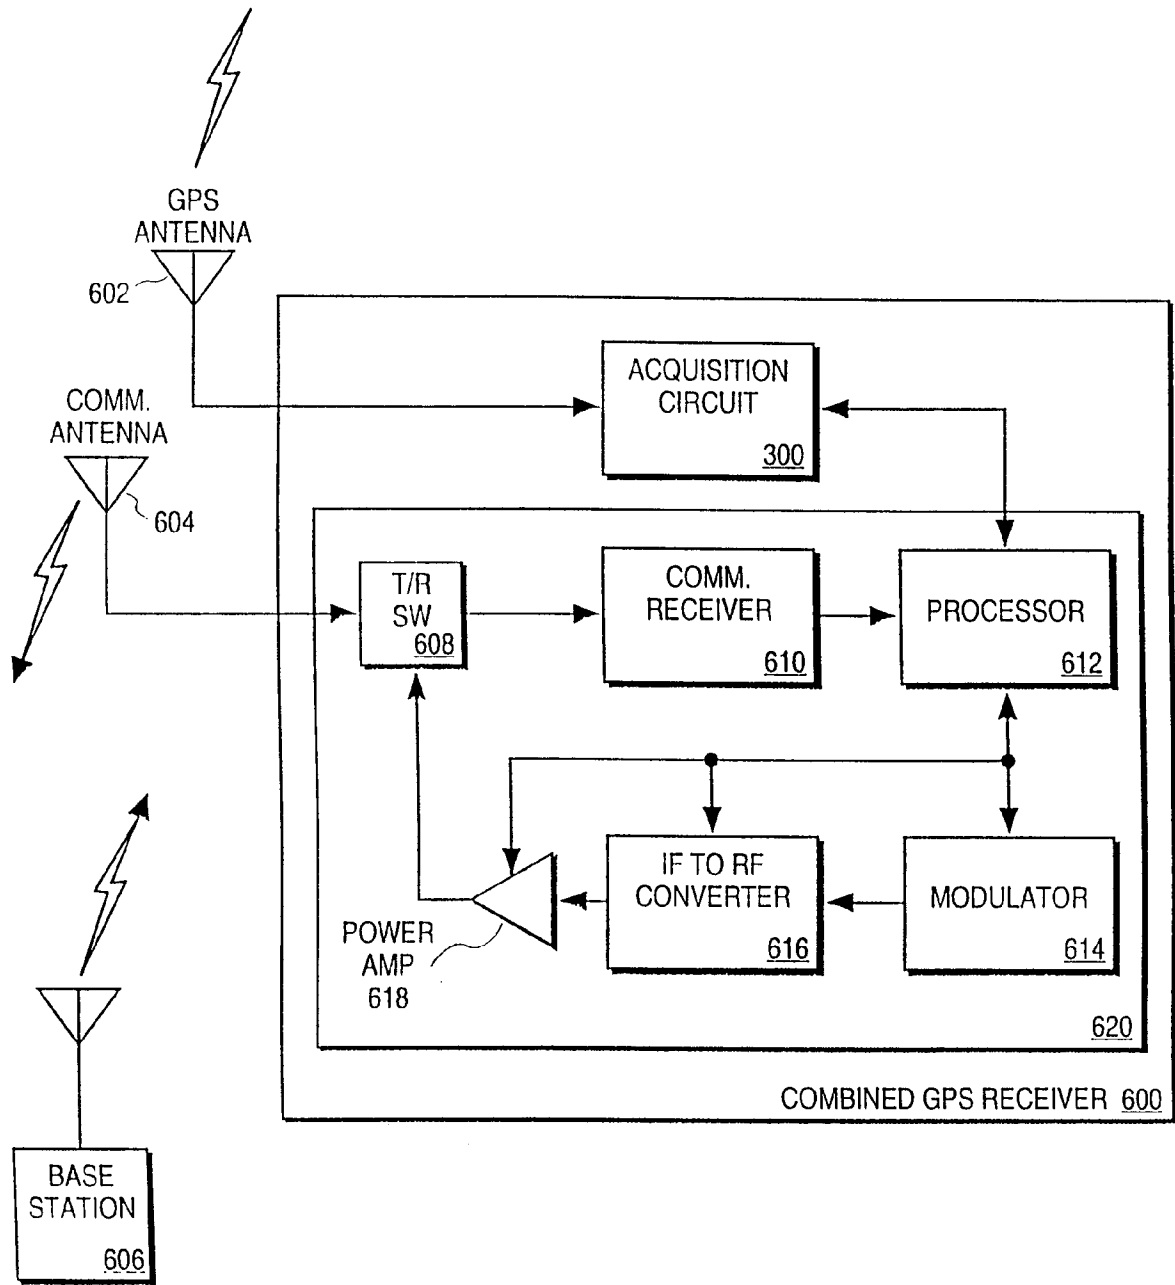 GPS
ANTENNA
602
COMM.
ANTENNA
604
ACQUISITION
CIRCUIT
300
T/R
SW
608
COMM.
RECEIVER
610
PROCESSOR
612
POWER
AMP
618
IF TO RF
CONVERTER
616
MODULATOR
614
620
COMBINED GPS RECEIVER 600
BASE
STATION
606